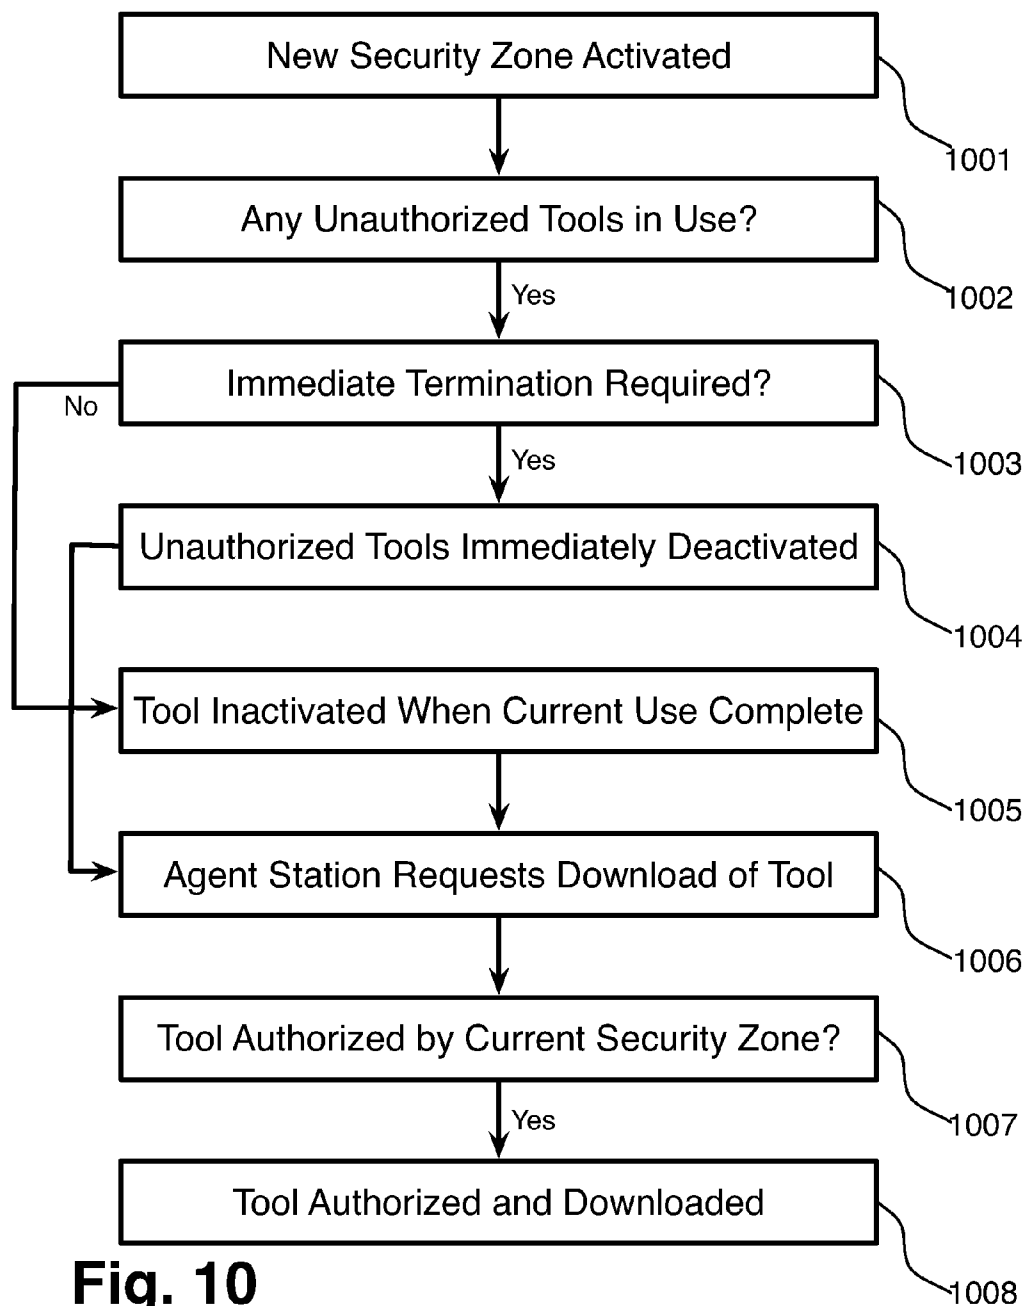 New Security Zone Activated
1001
Any Unauthorized Tools in Use?
1002
Yes
Immediate Termination Required?
No
1003
Yes
Unauthorized Tools Immediately Deactivated
1004
Tool Inactivated When Current Use Complete
1005
Agent Station Requests Download of Tool
1006
Tool Authorized by Current Security Zone?
1007
Yes
Tool Authorized and Downloaded
1008
Fig. 10